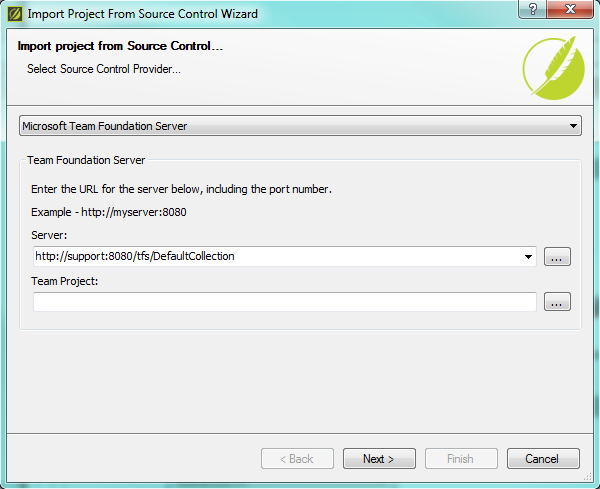 Import Project From Source Control Wizard
?
Import project from Source Control...
Select Source Control Provider...
Microsoft Team Foundation Server
Team Foundation Server
Enter the URL for the server below, including the port number.
Example - http://myserver:8080
Server:
http://support:8080/tfs/DefaultCollection
...
Team Project:
...
< Back
Next >
Finish
Cancel